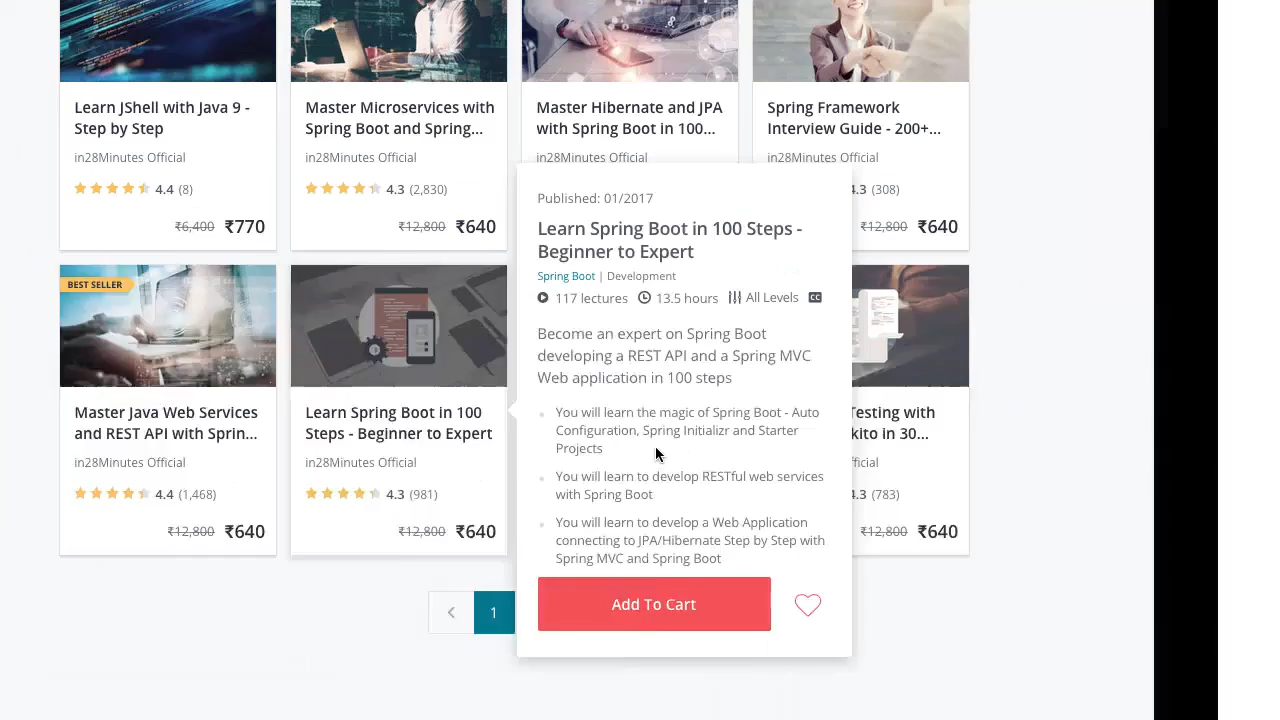 Learn JShell with Java 9 -
Step by Step
in28Minutes Official
4.4 (8)
₹6,400 ₹770
Master Microservices with
Spring Boot and Spring...
in28Minutes Official
4.3 (2,830)
₹12,800 ₹640
Master Hibernate and JPA
with Spring Boot in 100...
in28Minutes Official
Spring Framework
Interview Guide - 200+...
in28Minutes Official
4.3 (308)
₹12,800 ₹640
BEST SELLER
Master Java Web Services
and REST API with Sprin...
in28Minutes Official
4.4 (1,468)
₹12,800 ₹640
Learn Spring Boot in 100
Steps - Beginner to Expert
in28Minutes Official
4.3 (981)
₹12,800 ₹640
Published: 01/2017
Learn Spring Boot in 100 Steps -
Beginner to Expert
Spring Boot | Development
117 lectures 13.5 hours All Levels CC
Become an expert on Spring Boot
developing a REST API and a Spring MVC
Web application in 100 steps
You will learn the magic of Spring Boot - Auto
Configuration, Spring Initializr and Starter
Projects
You will learn to develop RESTful web services
with Spring Boot
You will learn to develop a Web Application
connecting to JPA/Hibernate Step by Step with
Spring MVC and Spring Boot
Add To Cart
Testing with
kito in 30...
ficial
4.3 (783)
₹12,800 ₹640
1